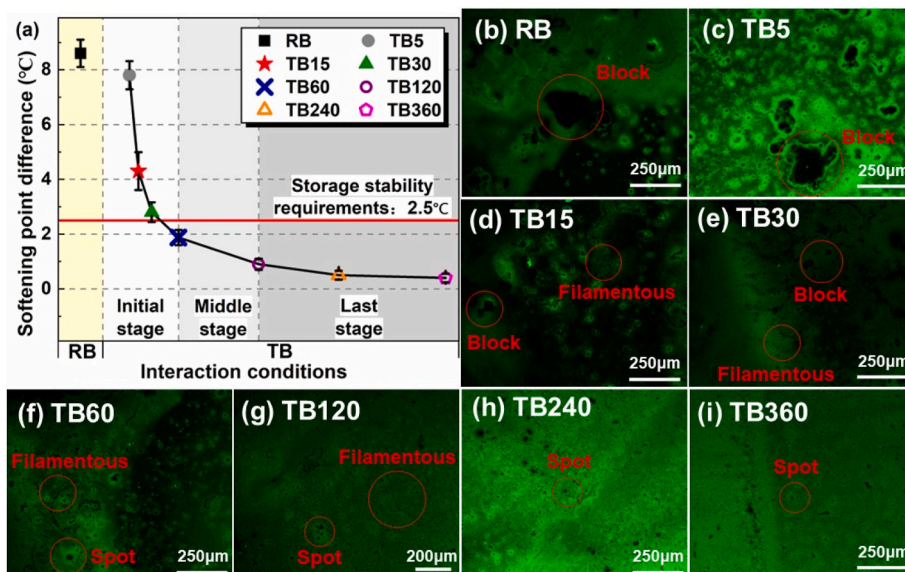 (a)
Softening point difference (℃)
8
6
4
2
0
RB
TB5
TB15
TB30
TB60
TB120
TB240
TB360
Storage stability
requirements：2.5℃
Initial
stage
Middle
stage
Last
stage
RB
TB
Interaction conditions
(b) RB
Block
250μm
(c) TB5
Block
250μm
(d) TB15
Filamentous
Block
250μm
(e) TB30
Block
Filamentous
250μm
(f) TB60
Filamentous
Spot
250μm
(g) TB120
Filamentous
Spot
200μm
(h) TB240
Spot
250μm
(i) TB360
Spot
250μm